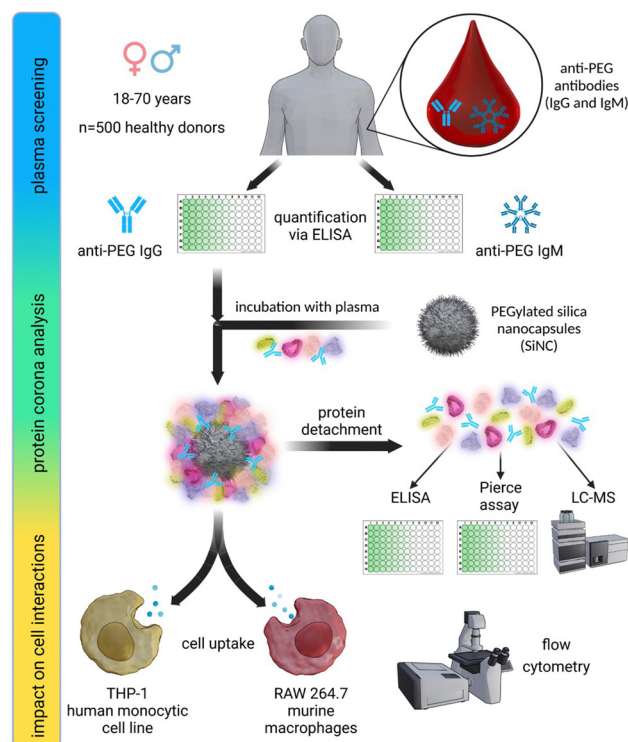 plasma screening
18-70 years
n=500 healthy donors
anti-PEG
antibodies
(IgG and IgM)
anti-PEG IgG
quantification
via ELISA
anti-PEG IgM
protein corona analysis
incubation with plasma
PEGylated silica
nanocapsules
(SiNC)
protein
detachment
ELISA
Pierce
assay
LC-MS
impact on cell interactions
cell uptake
THP-1
human monocytic
cell line
RAW 264.7
murine
macrophages
flow
cytometry